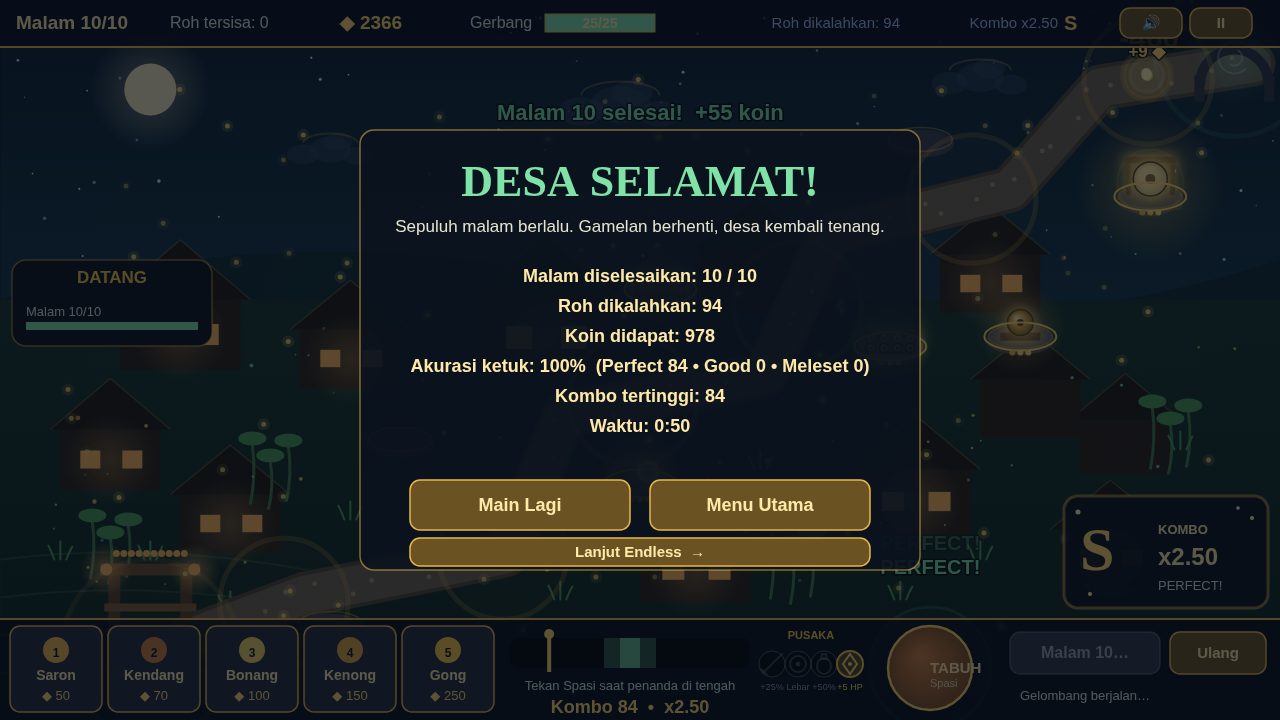 Malam 10/10 Roh tersisa: 0 ◆ 2366 Gerbang 25/25 Roh dikalahkan: 94 Kombo x2.50 S
+9 ◆
Malam 10 selesai! +55 koin
DESA SELAMAT!
Sepuluh malam berlalu. Gamelan berhenti, desa kembali tenang.
DATANG
Malam 10/10
Malam diselesaikan: 10 / 10
Roh dikalahkan: 94
Koin didapat: 978
Akurasi ketuk: 100% (Perfect 84 • Good 0 • Meleset 0)
Kombo tertinggi: 84
Waktu: 0:50
Main Lagi
Menu Utama
Lanjut Endless →
PERFECT!
PERFECT!
S
KOMBO
x2.50
PERFECT!
1
Saron
◆ 50
2
Kendang
◆ 70
3
Bonang
◆ 100
4
Kenong
◆ 150
5
Gong
◆ 250
Tekan Spasi saat penanda di tengah
Kombo 84 • x2.50
PUSAKA
+25% Lebar +50% +5 HP
TABUH
Spasi
Malam 10…
Ulang
Gelombang berjalan…